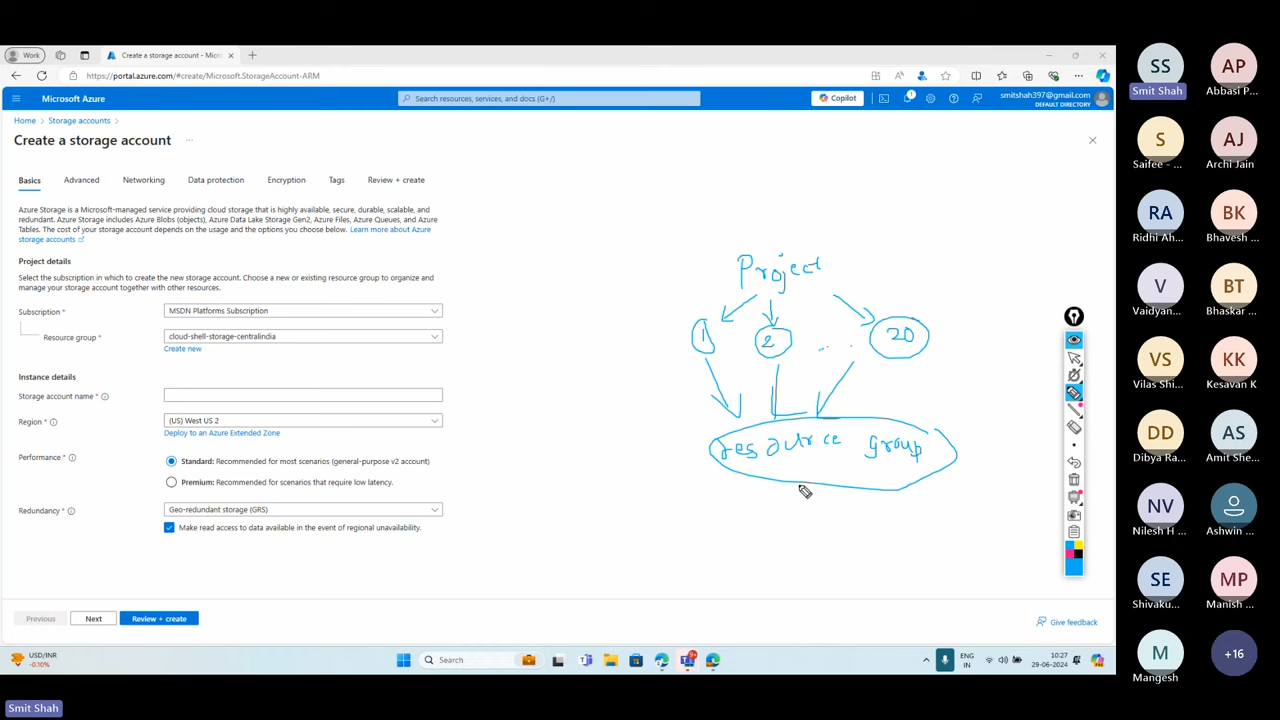 Work
Create a storage account - Micr
https://portal.azure.com/#create/Microsoft.StorageAccount-ARM
Microsoft Azure
Search resources, services, and docs (G+/)
Copilot
1
smitshah397@gmail.com
DEFAULT DIRECTORY
Home > Storage accounts >
Create a storage account ...
Basics Advanced Networking Data protection Encryption Tags Review + create
Azure Storage is a Microsoft-managed service providing cloud storage that is highly available, secure, durable, scalable, and
redundant. Azure Storage includes Azure Blobs (objects), Azure Data Lake Storage Gen2, Azure Files, Azure Queues, and Azure
Tables. The cost of your storage account depends on the usage and the options you choose below. Learn more about Azure
storage accounts
Project details
Select the subscription in which to create the new storage account. Choose a new or existing resource group to organize and
manage your storage account together with other resources.
Subscription *
MSDN Platforms Subscription
Resource group *
cloud-shell-storage-centralindia
Create new
Instance details
Storage account name *
Region *
(US) West US 2
Deploy to an Azure Extended Zone
Performance *
Standard: Recommended for most scenarios (general-purpose v2 account)
Premium: Recommended for scenarios that require low latency.
Redundancy *
Geo-redundant storage (GRS)
Make read access to data available in the event of regional unavailability.
Previous Next Review + create
Give feedback
Project
1 2 ... . 20
resource group
USD/INR
-0.10%
Search
ENG
IN
10:27
29-06-2024
Smit Shah
SS
Smit Shah
AP
Abbasi P...
S
Saifee - ...
AJ
Archi Jain
RA
Ridhi Ah...
BK
Bhavesh ...
V
Vaidyan...
BT
Bhaskar ...
VS
Vilas Shi...
KK
Kesavan K
DD
Dibya Ra...
AS
Amit She...
NV
Nilesh H ...
Ashwin ...
SE
Shivaku...
MP
Manish ...
M
Mangesh
+16